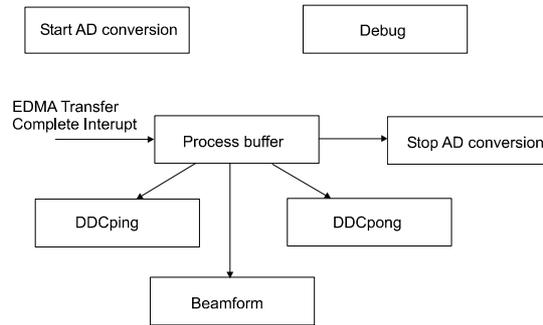 Start AD conversion
Debug
EDMA Transfer
Complete Interupt
Process buffer
Stop AD conversion
DDCping
DDCpong
Beamform